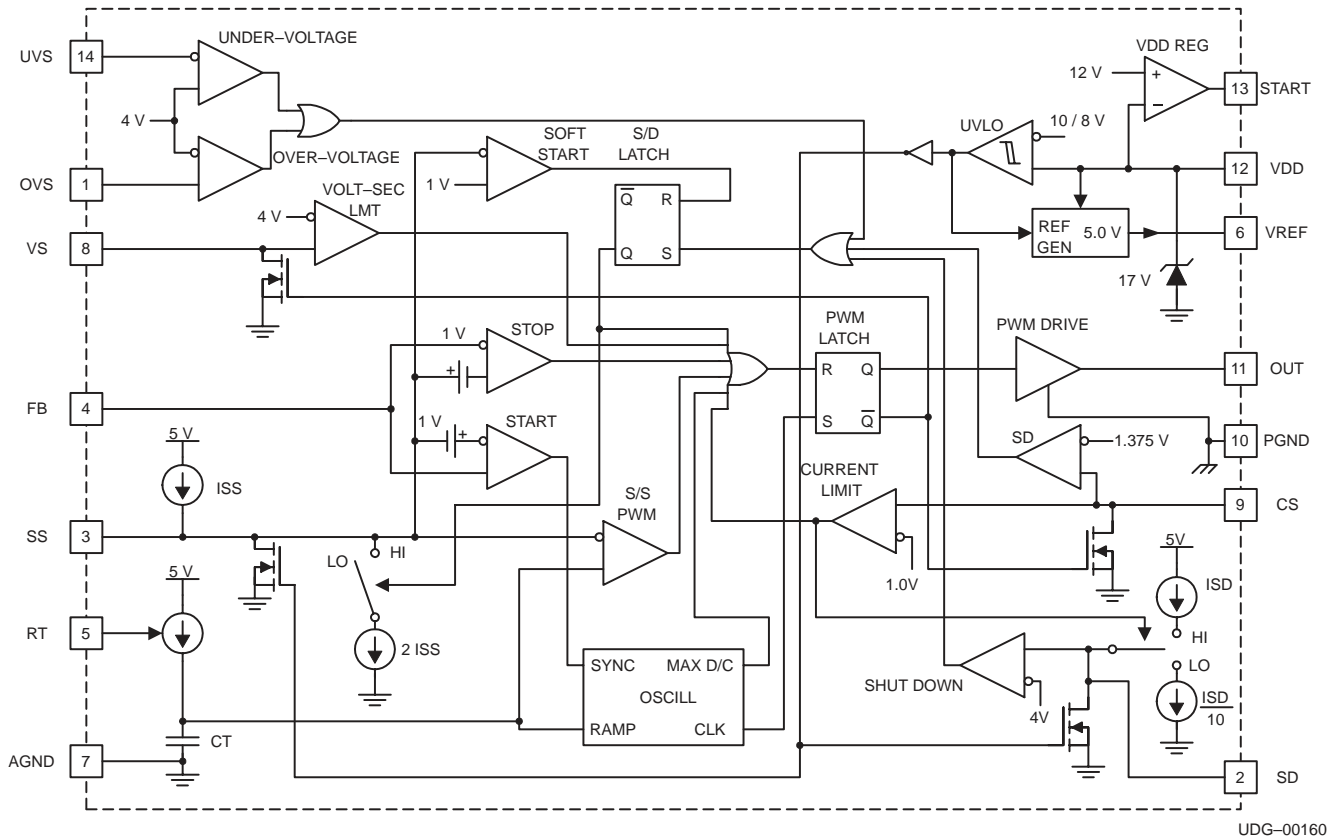 UNDER–VOLTAGE
VDD REG
UVS
14
12 V
+
–
13
START
4 V
UVLO
10 / 8 V
SOFT
START
S/D
LATCH
OVER–VOLTAGE
OVS
1
1 V
VOLT–SEC
LMT
Q
R
12
VDD
4 V
VS
8
Q
S
REF
GEN
5.0 V
6
VREF
17 V
1 V
STOP
PWM
LATCH
PWM DRIVE
+
R
Q
11
OUT
FB
4
1 V
+
START
S
Q
SD
1.375 V
10
PGND
5 V
ISS
CURRENT
LIMIT
S/S
PWM
9
CS
SS
3
HI
LO
1.0V
5V
5 V
ISD
RT
5
2 ISS
HI
LO
SYNC
MAX D/C
OSCILL
SHUT DOWN
4V
ISD
10
RAMP
CLK
CT
AGND
7
2
SD
UDG–00160